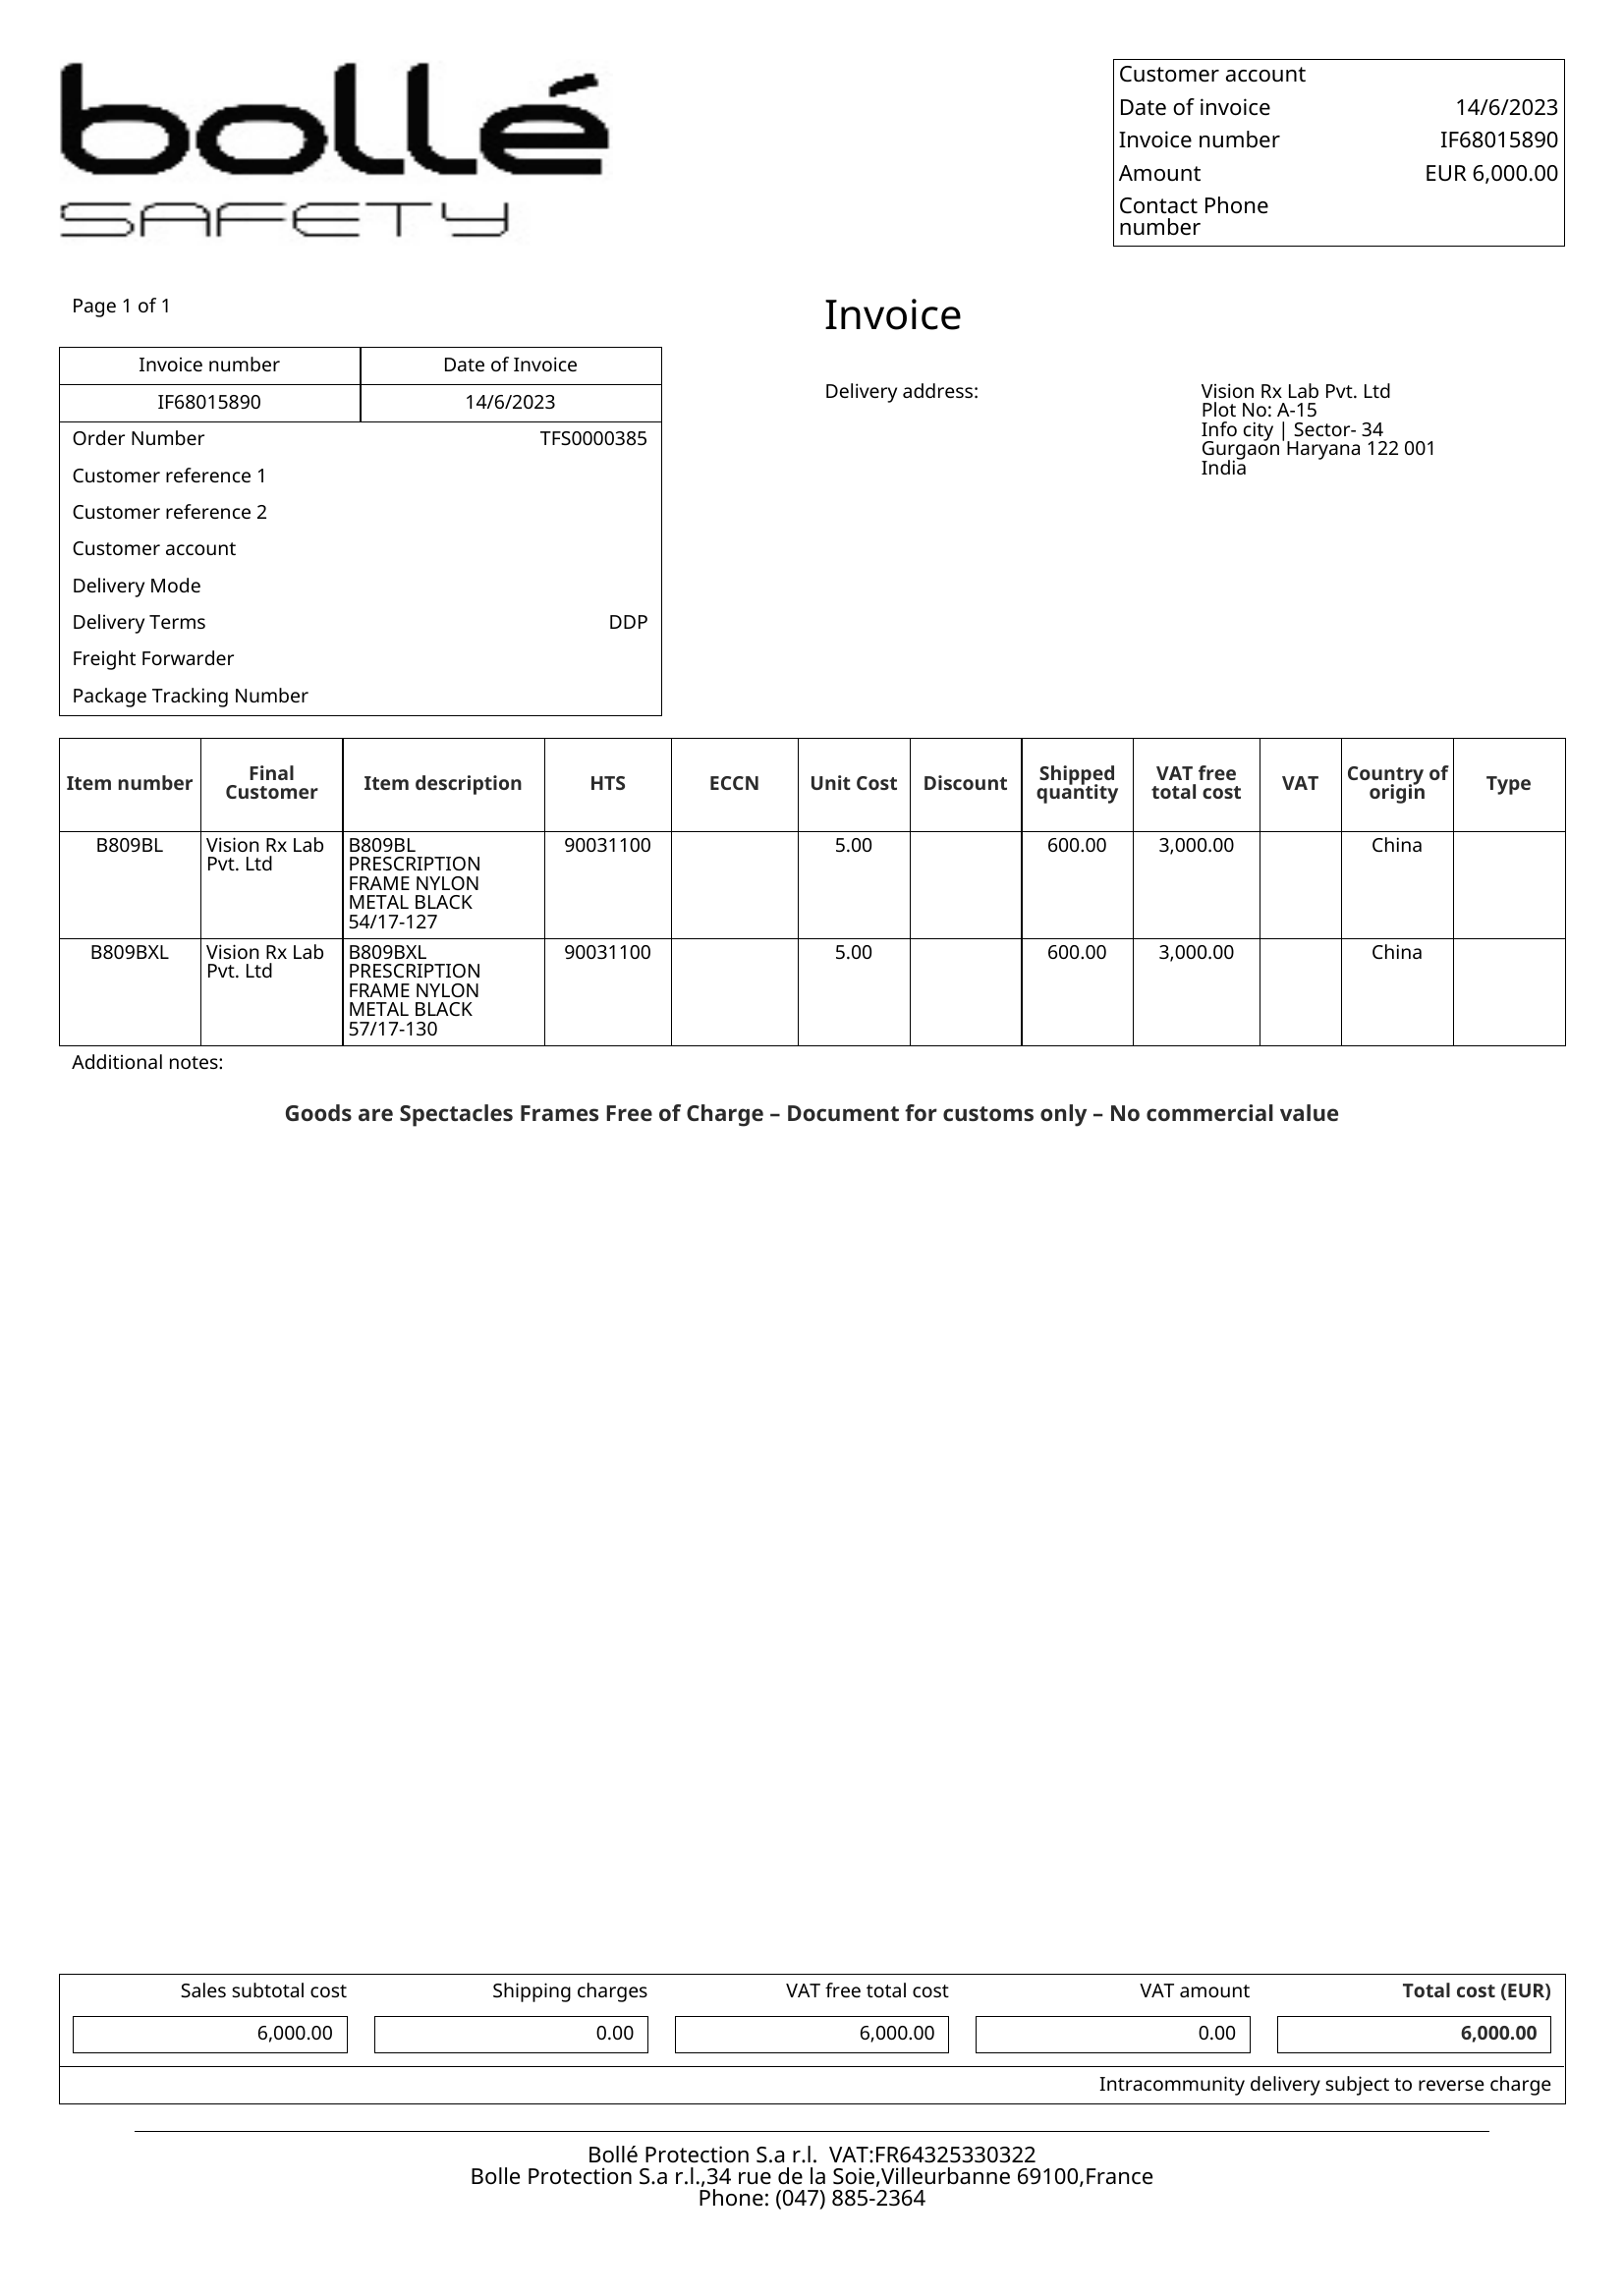 bollé
SAFETY
Customer account
Date of invoice 14/6/2023
Invoice number IF68015890
Amount EUR 6,000.00
Contact Phone
number
Page 1 of 1
Invoice
Invoice number Date of Invoice
IF68015890 14/6/2023
Order Number TFS0000385
Customer reference 1
Customer reference 2
Customer account
Delivery Mode
Delivery Terms DDP
Freight Forwarder
Package Tracking Number
Delivery address:
Vision Rx Lab Pvt. Ltd
Plot No: A-15
Info city | Sector- 34
Gurgaon Haryana 122 001
India
Item number Final Customer Item description HTS ECCN Unit Cost Discount Shipped quantity VAT free total cost VAT Country of origin Type
B809BL Vision Rx Lab B809BL 90031100 5.00 600.00 3,000.00 China
Pvt. Ltd PRESCRIPTION
FRAME NYLON
METAL BLACK
54/17-127
B809BXL Vision Rx Lab B809BXL 90031100 5.00 600.00 3,000.00 China
Pvt. Ltd PRESCRIPTION
FRAME NYLON
METAL BLACK
57/17-130
Additional notes:
Goods are Spectacles Frames Free of Charge – Document for customs only – No commercial value
Sales subtotal cost Shipping charges VAT free total cost VAT amount Total cost (EUR)
6,000.00 0.00 6,000.00 0.00 6,000.00
Intracommunity delivery subject to reverse charge
Bollé Protection S.a r.l. VAT:FR64325330322
Bolle Protection S.a r.l.,34 rue de la Soie,Villeurbanne 69100,France
Phone: (047) 885-2364